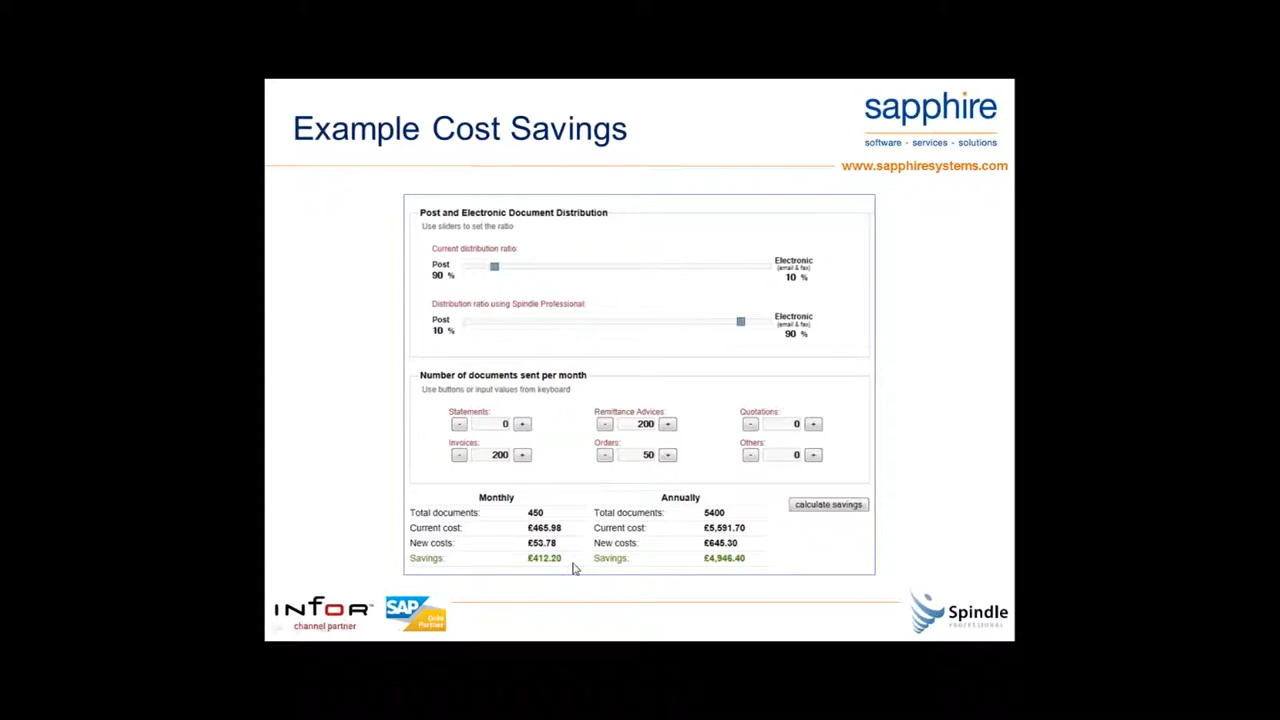 Example Cost Savings
sapphire
software - services - solutions
www.sapphiresystems.com
Post and Electronic Document Distribution
Use sliders to set the ratio
Current distribution ratio:
Post
90 %
Electronic
(email & fax)
10 %
Distribution ratio using Spindle Professional:
Post
10 %
Electronic
(email & fax)
90 %
Number of documents sent per month
Use buttons or input values from keyboard
Statements: Remittance Advices: Quotations:
- 0 + - 200 + - 0 +
Invoices: Orders: Others:
- 200 + - 50 + - 0 +
Monthly Annually
calculate savings
Total documents: 450 Total documents: 5400
Current cost: £465.98 Current cost: £5,591.70
New costs: £53.78 New costs: £645.30
Savings: £412.20 Savings: £4,946.40
infor™
channel partner
SAP
Gold
Partner
Spindle
PROFESSIONAL